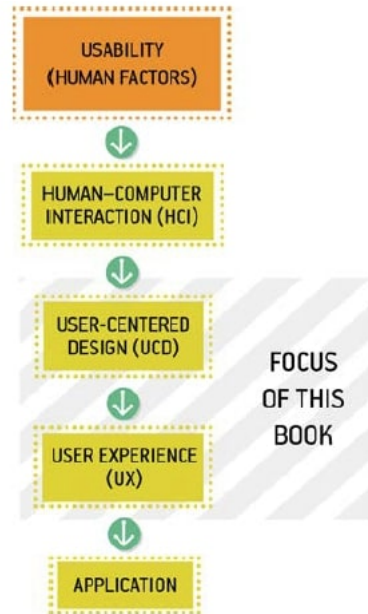 USABILITY
(HUMAN FACTORS)
HUMAN–COMPUTER
INTERACTION (HCI)
USER-CENTERED
DESIGN (UCD)
FOCUS
OF THIS
BOOK
USER EXPERIENCE
(UX)
APPLICATION